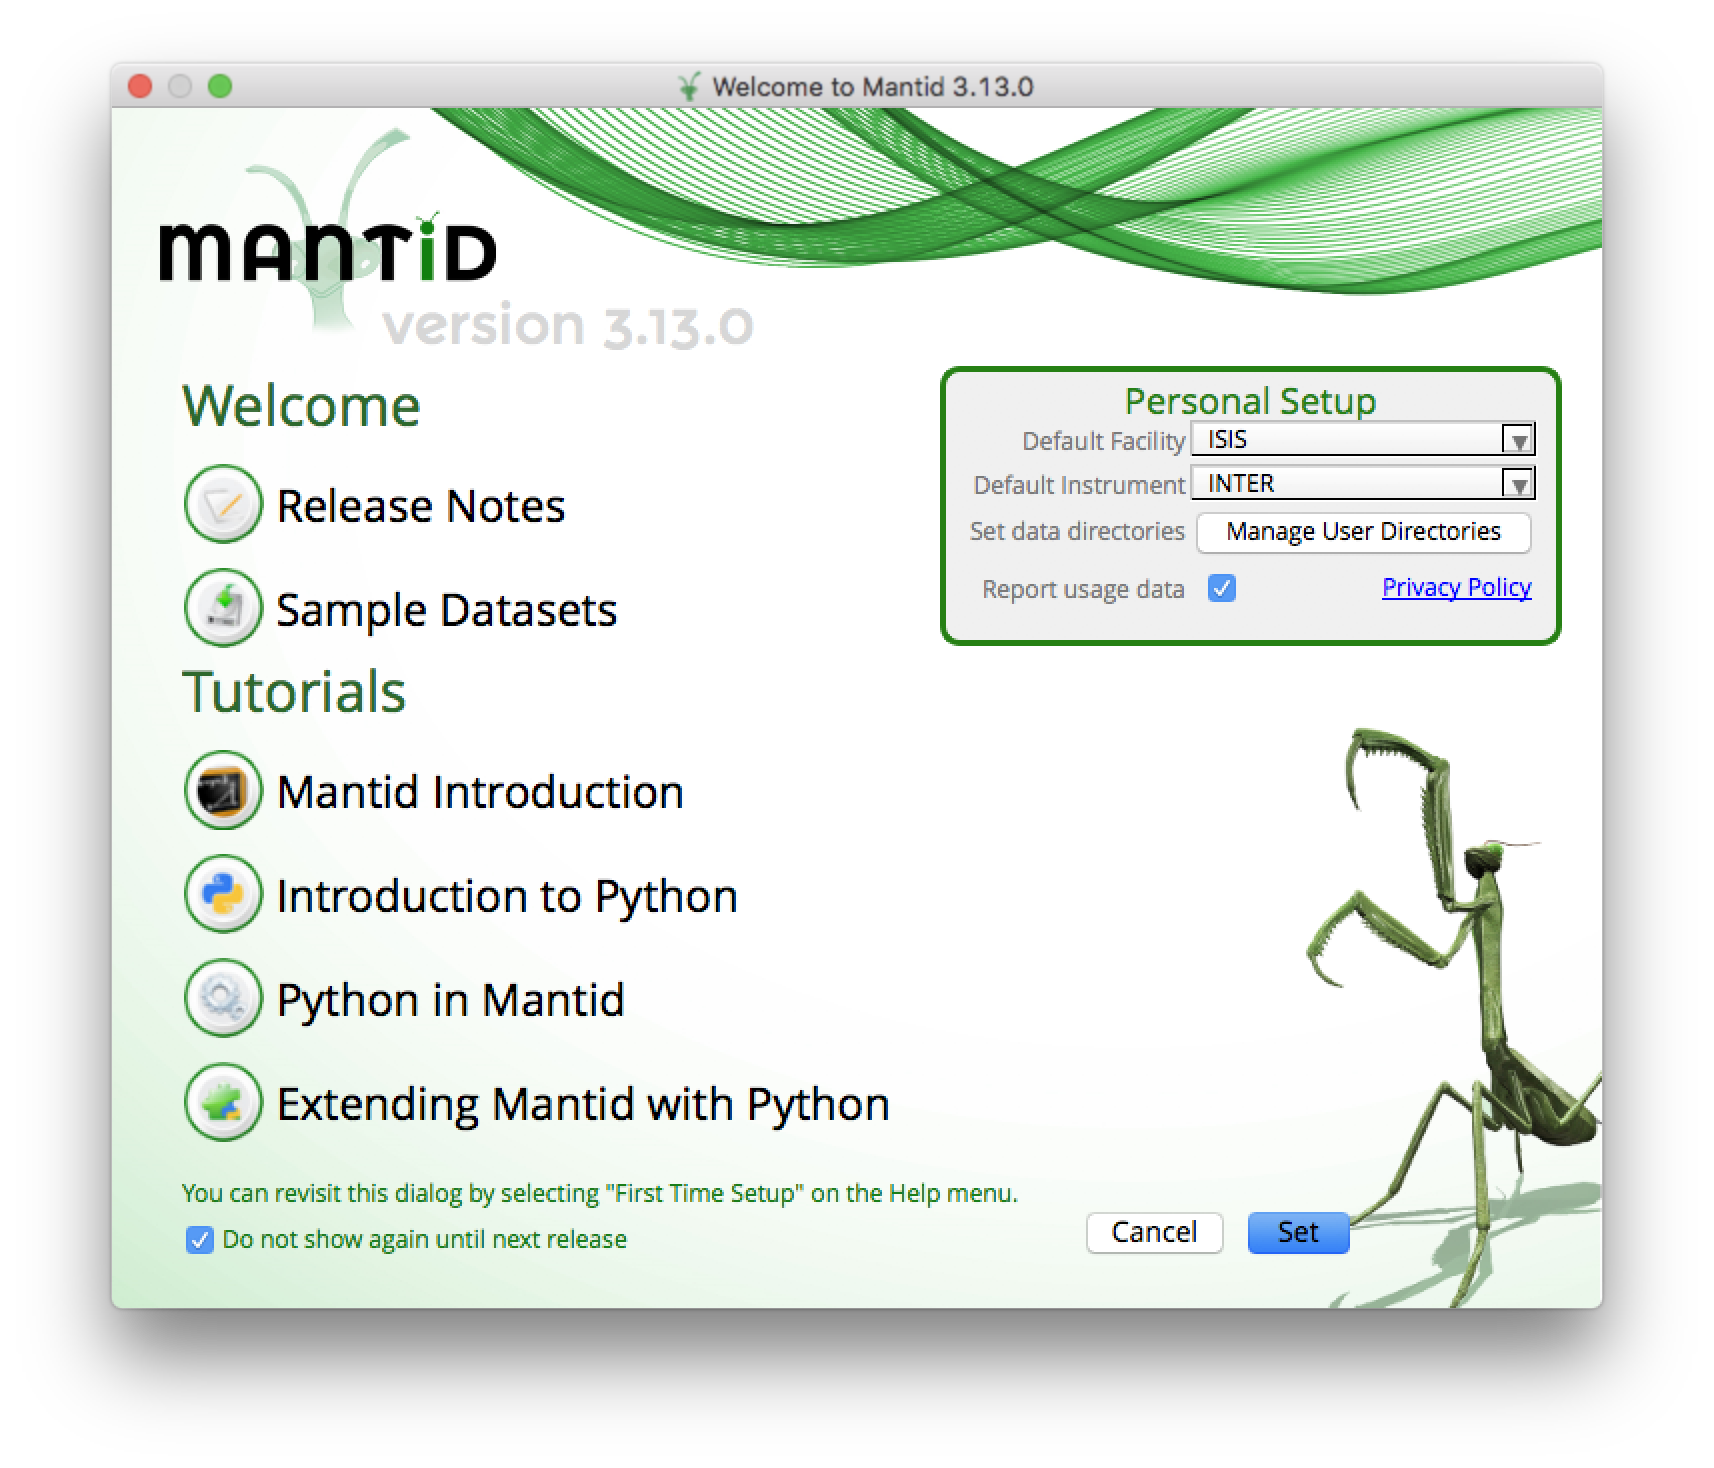 Welcome to Mantid 3.13.0
MANTiD
version 3.13.0
Welcome
Release Notes
Sample Datasets
Personal Setup
Default Facility ISIS
Default Instrument INTER
Set data directories Manage User Directories
Report usage data Privacy Policy
Tutorials
Mantid Introduction
Introduction to Python
Python in Mantid
Extending Mantid with Python
You can revisit this dialog by selecting "First Time Setup" on the Help menu.
Do not show again until next release
Cancel Set